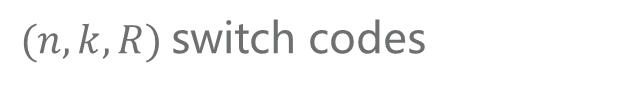 (𝑛, 𝑘, 𝑅) switch codes